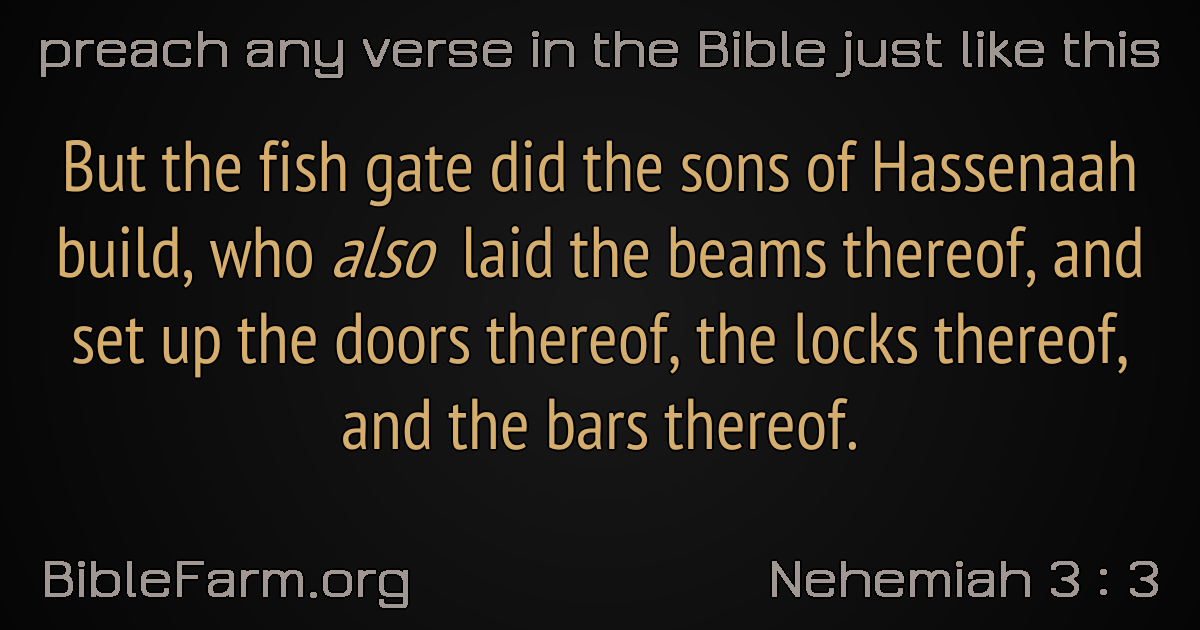 preach any verse in the Bible just like this
But the fish gate did the sons of Hassenaah
build, who also laid the beams thereof, and
set up the doors thereof, the locks thereof,
and the bars thereof.
BibleFarm.org
Nehemiah 3 : 3